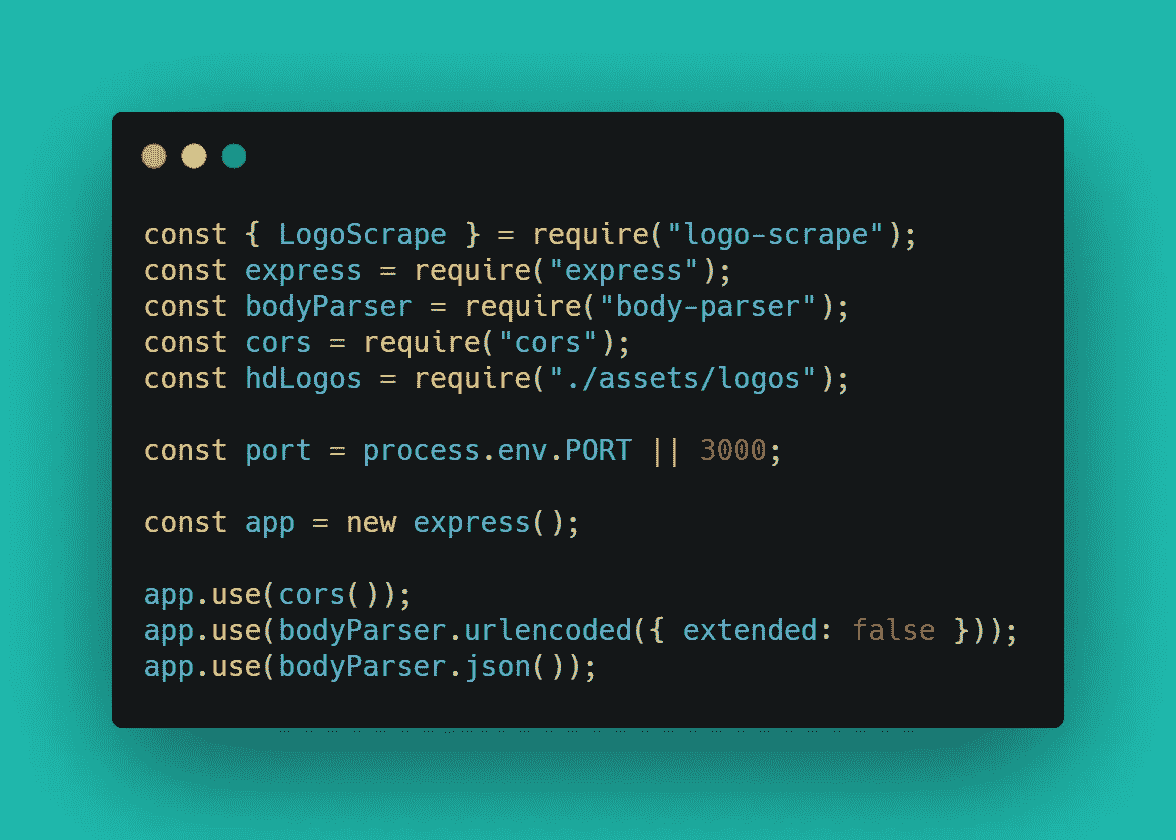 const { LogoScrape } = require("logo-scrape");
const express = require("express");
const bodyParser = require("body-parser");
const cors = require("cors");
const hdLogos = require("./assets/logos");
const port = process.env.PORT || 3000;
const app = new express();
app.use(cors());
app.use(bodyParser.urlencoded({ extended: false }));
app.use(bodyParser.json());